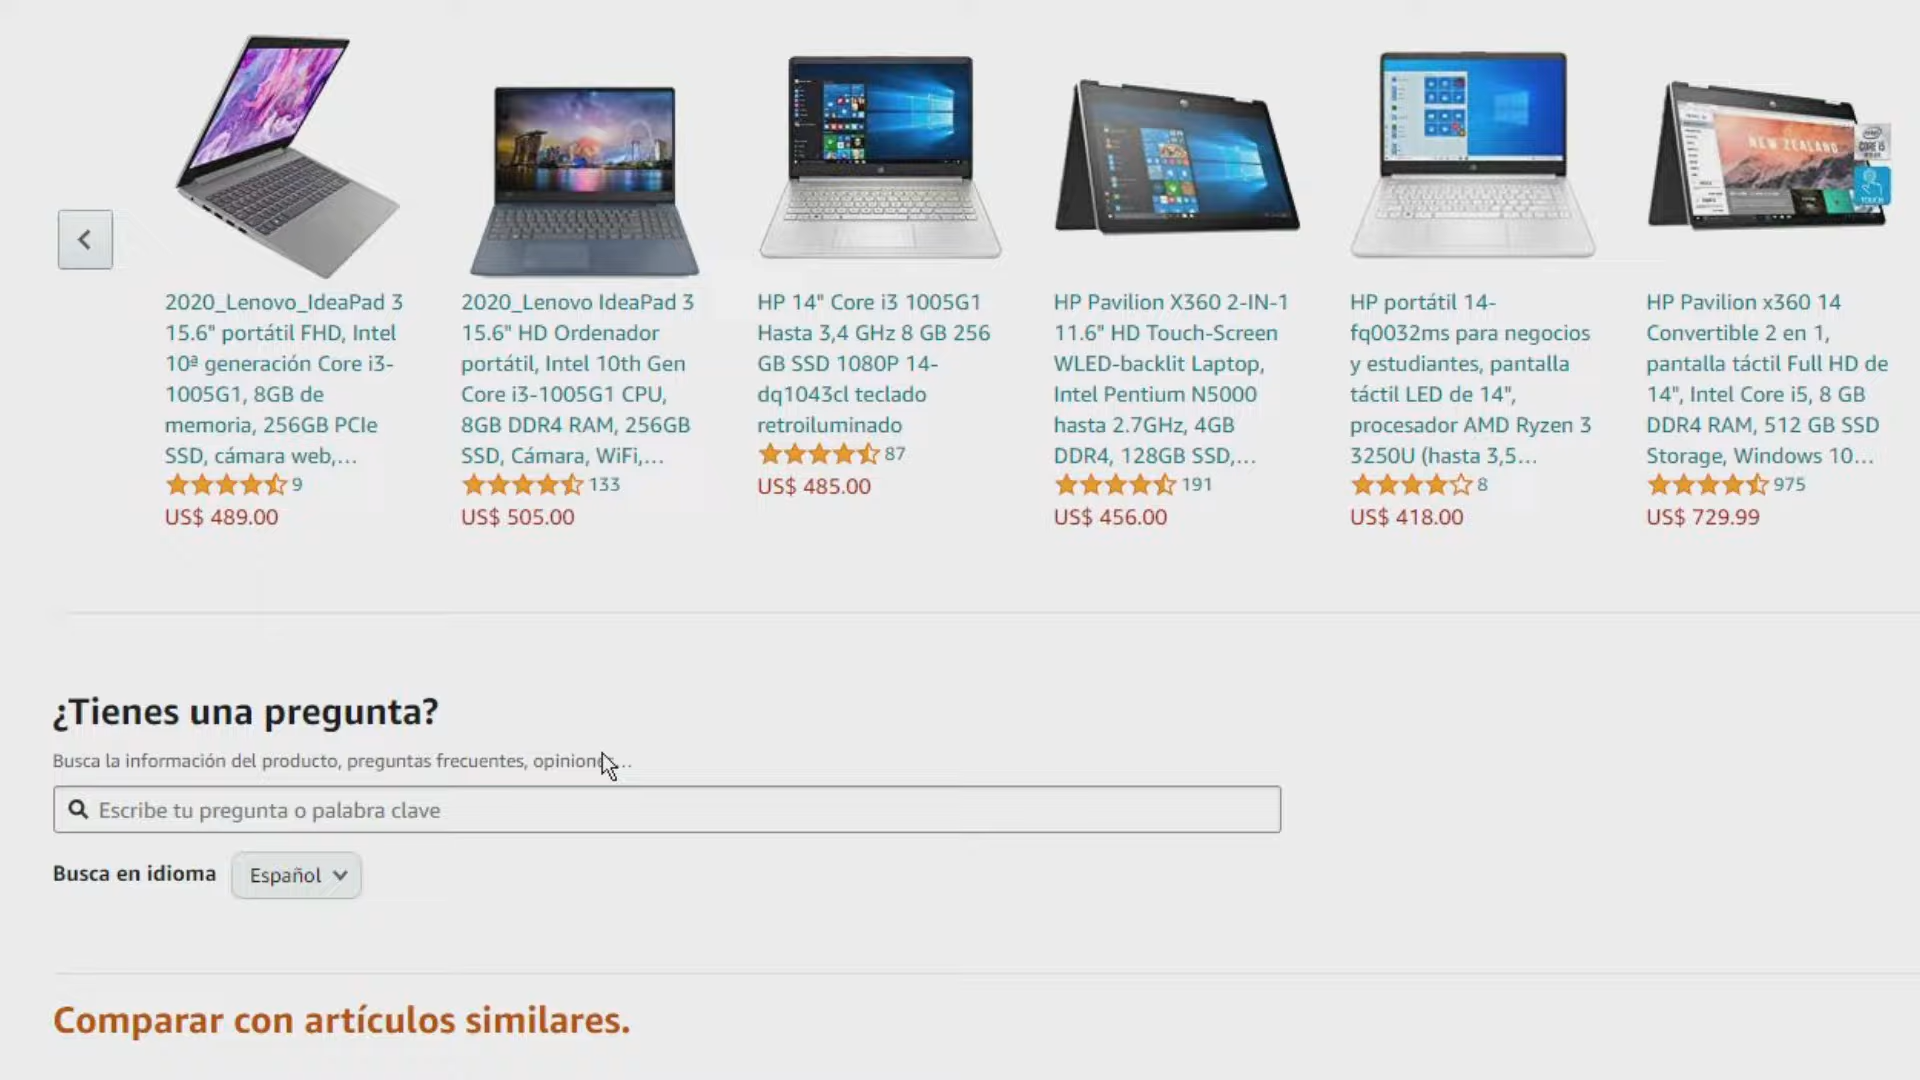 NEW ZEALAND
CORE i5
TOUCH
2020_Lenovo_IdeaPad 3
15.6" portátil FHD, Intel
10ª generación Core i3-
1005G1, 8GB de
memoria, 256GB PCIe
SSD, cámara web,...
9
US$ 489.00
2020_Lenovo IdeaPad 3
15.6" HD Ordenador
portátil, Intel 10th Gen
Core i3-1005G1 CPU,
8GB DDR4 RAM, 256GB
SSD, Cámara, WiFi,...
133
US$ 505.00
HP 14" Core i3 1005G1
Hasta 3,4 GHz 8 GB 256
GB SSD 1080P 14-
dq1043cl teclado
retroiluminado
87
US$ 485.00
HP Pavilion X360 2-IN-1
11.6" HD Touch-Screen
WLED-backlit Laptop,
Intel Pentium N5000
hasta 2.7GHz, 4GB
DDR4, 128GB SSD,...
191
US$ 456.00
HP portátil 14-
fq0032ms para negocios
y estudiantes, pantalla
táctil LED de 14",
procesador AMD Ryzen 3
3250U (hasta 3,5...
8
US$ 418.00
HP Pavilion x360 14
Convertible 2 en 1,
pantalla táctil Full HD de
14", Intel Core i5, 8 GB
DDR4 RAM, 512 GB SSD
Storage, Windows 10...
975
US$ 729.99
¿Tienes una pregunta?
Busca la información del producto, preguntas frecuentes, opiniones...
Escribe tu pregunta o palabra clave
Busca en idioma Español
Comparar con artículos similares.